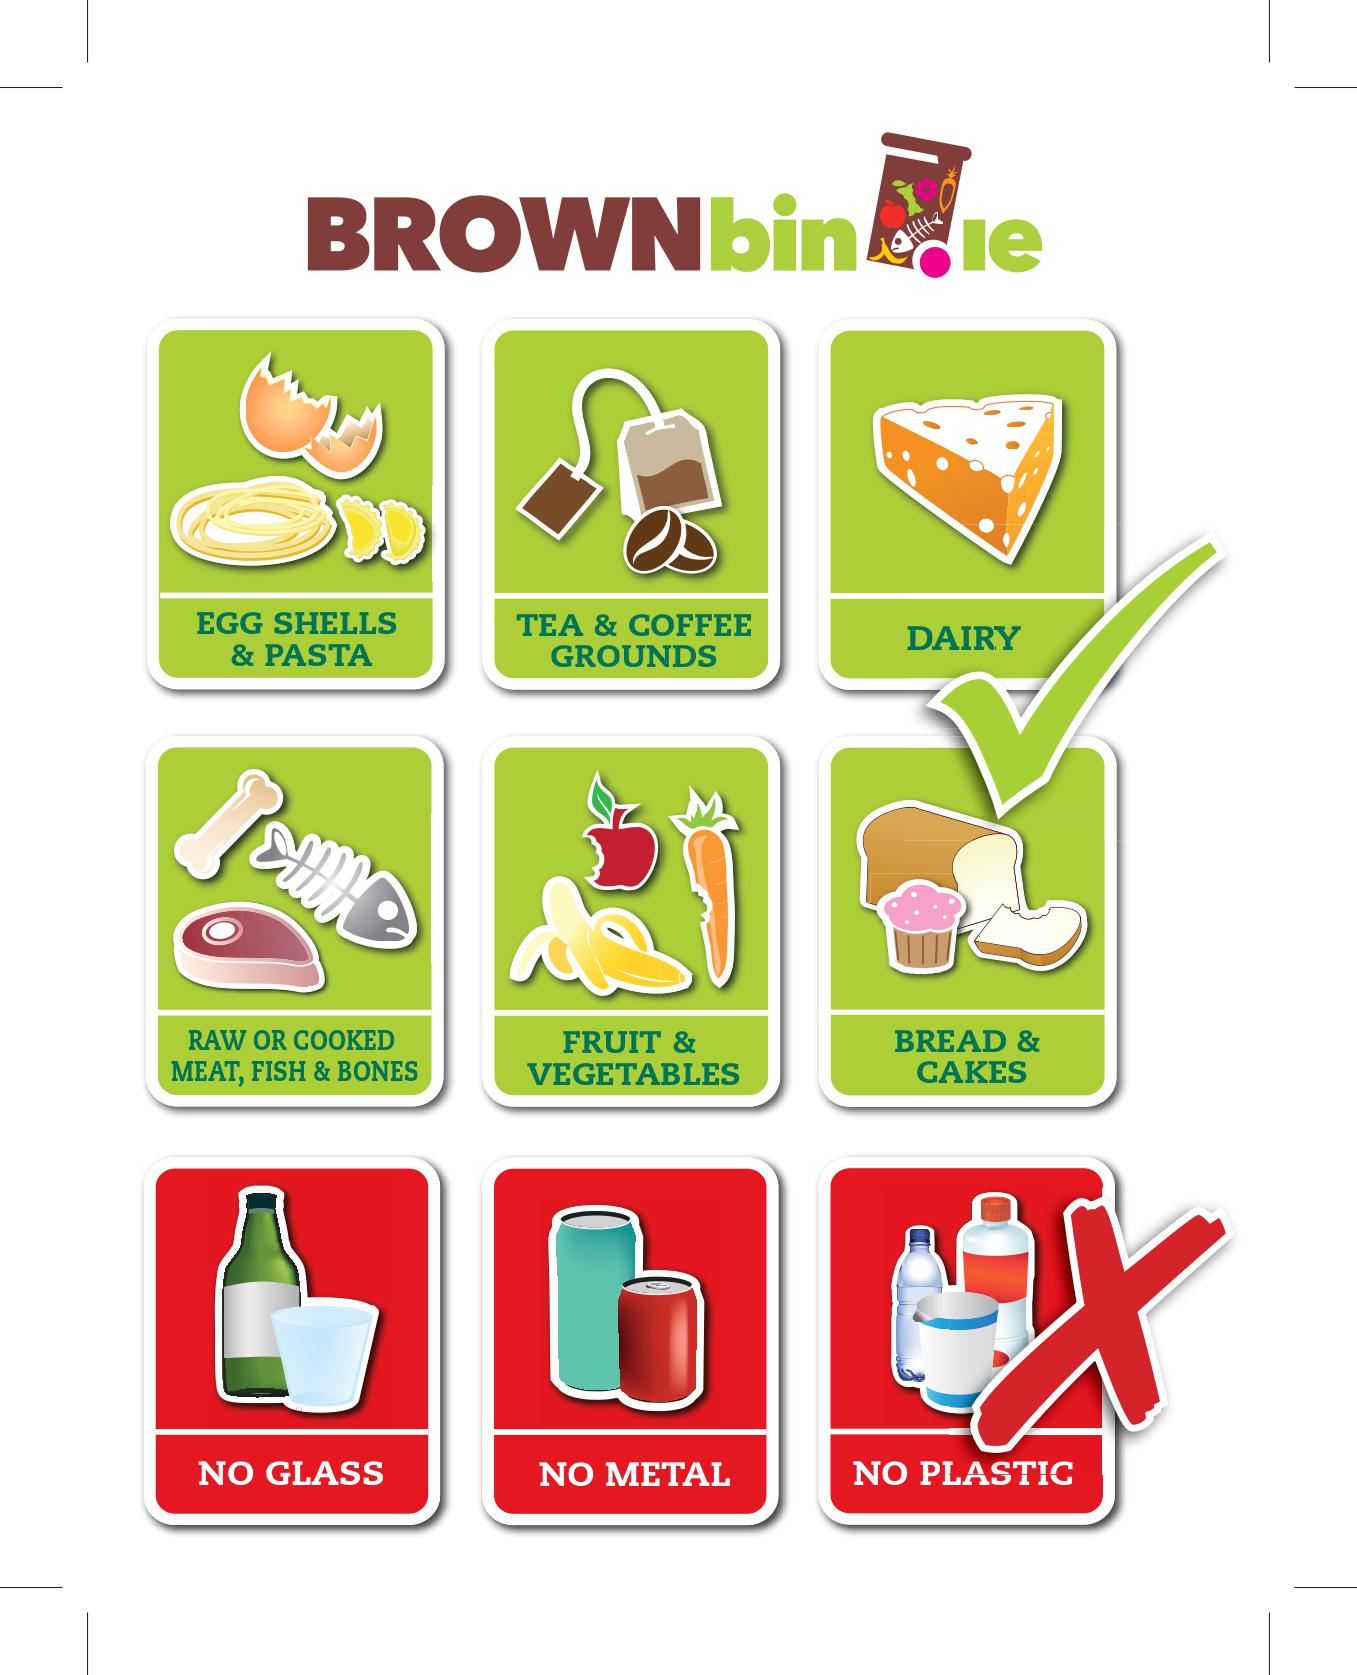 BROWNbin.ie
EGG SHELLS
& PASTA
TEA & COFFEE
GROUNDS
DAIRY
RAW OR COOKED
MEAT, FISH & BONES
FRUIT &
VEGETABLES
BREAD &
CAKES
NO GLASS
NO METAL
NO PLASTIC